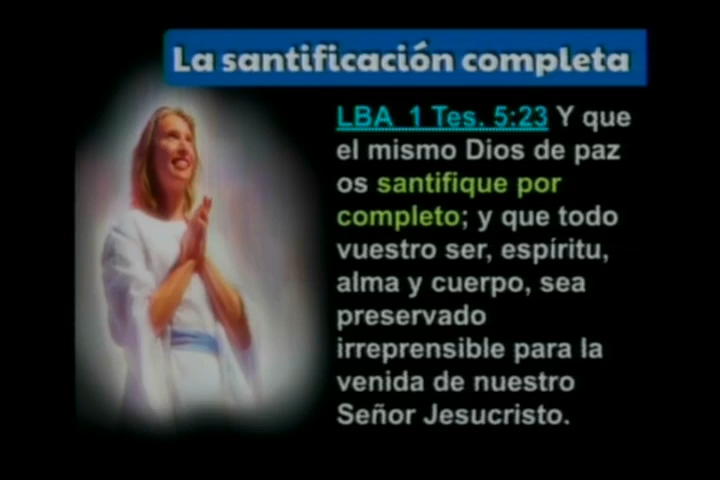 La santificación completa
LBA 1 Tes. 5:23 Y que
el mismo Dios de paz
os santifique por
completo; y que todo
vuestro ser, espíritu,
alma y cuerpo, sea
preservado
irreprensible para la
venida de nuestro
Señor Jesucristo.